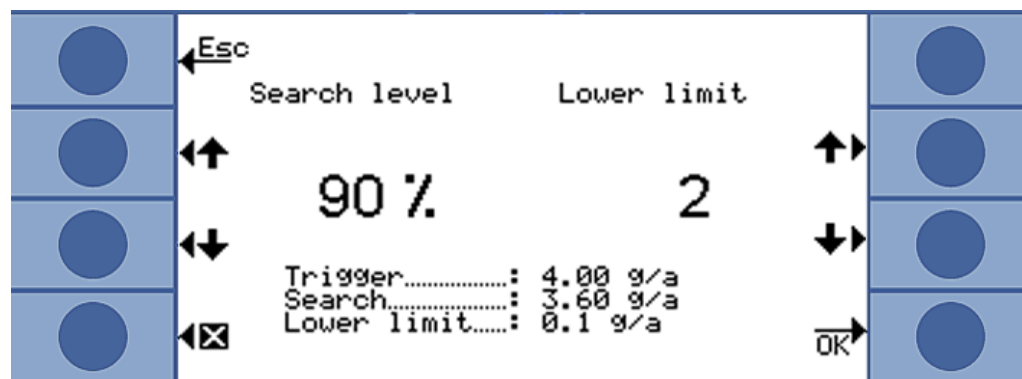 Esc
Search level Lower limit
90 % 2
Trigger.................: 4.00 g/a
Search..................: 3.60 g/a
Lower limit.....: 0.1 g/a
OK